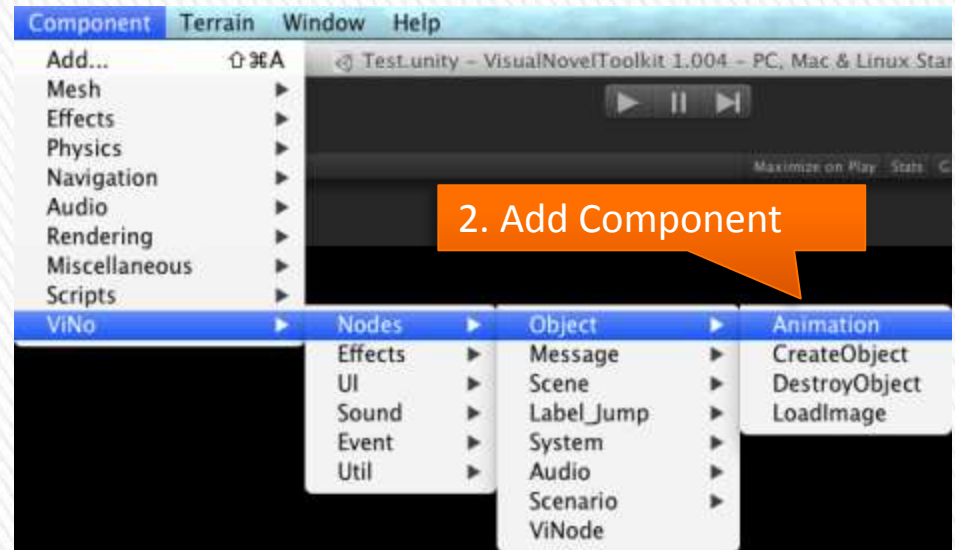 Component Terrain Window Help
Add... ⇧⌘A
Mesh
Effects
Physics
Navigation
Audio
Rendering
Miscellaneous
Scripts
ViNo
Test.unity - VisualNovelToolkit 1.004 - PC, Mac & Linux Star
Maximize on Play Stats G
2. Add Component
Nodes
Effects
UI
Sound
Event
Util
Object
Message
Scene
Label_Jump
System
Audio
Scenario
ViNode
Animation
CreateObject
DestroyObject
LoadImage